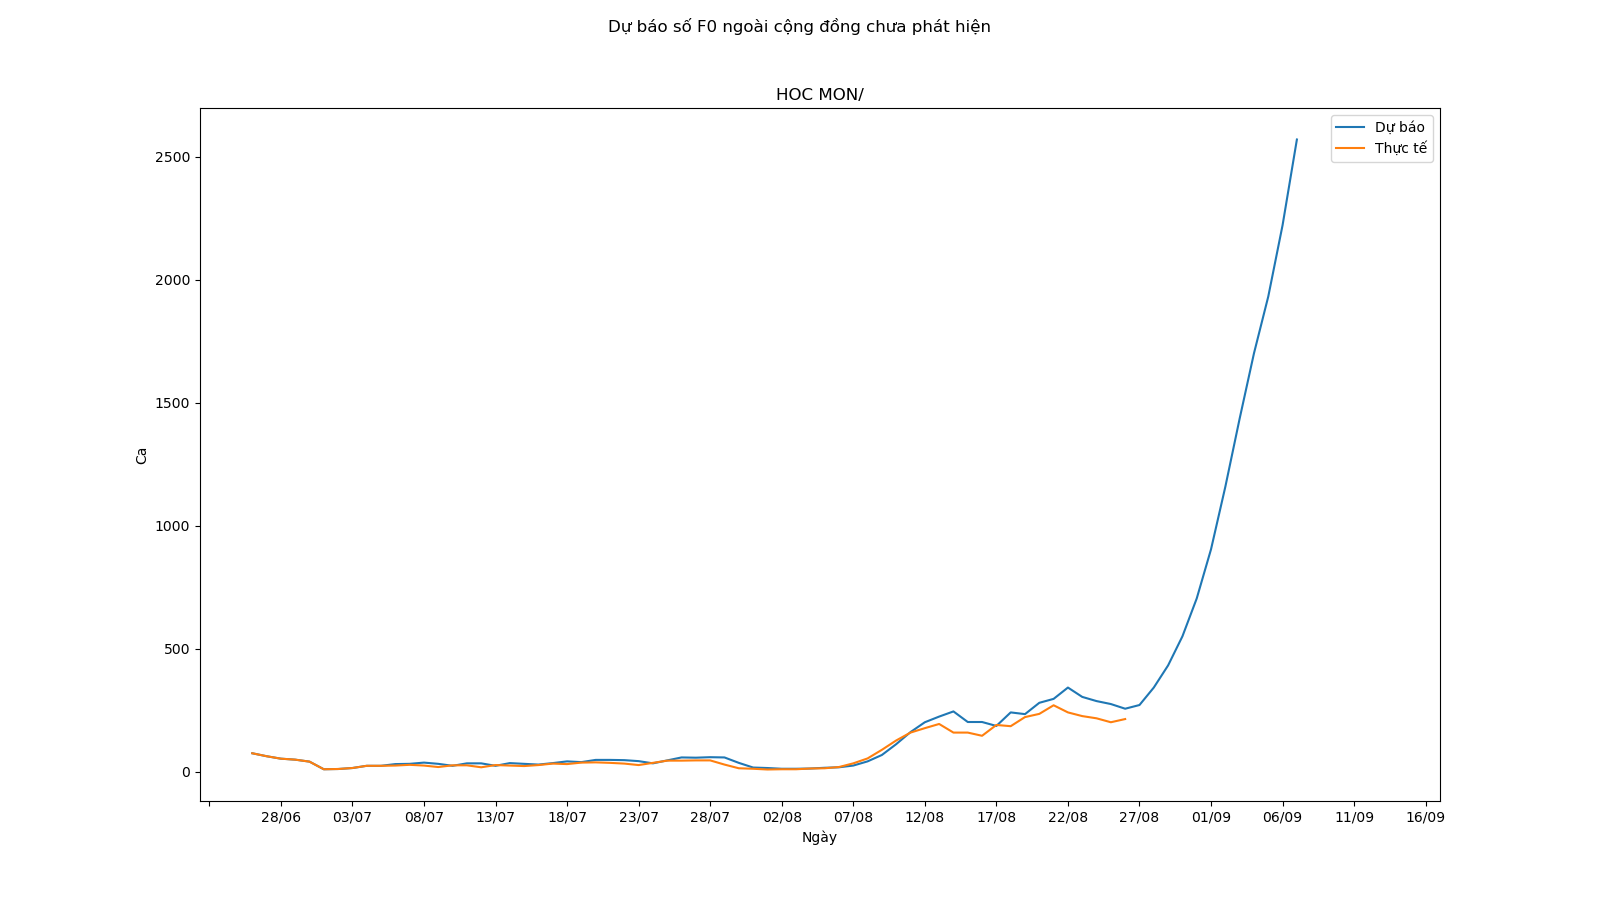 Dự báo số F0 ngoài cộng đồng chưa phát hiện
HOC MON/
Dự báo
Thực tế
2500
2000
1500
1000
500
0
Ca
28/06 03/07 08/07 13/07 18/07 23/07 28/07 02/08 07/08 12/08 17/08 22/08 27/08 01/09 06/09 11/09 16/09
Ngày